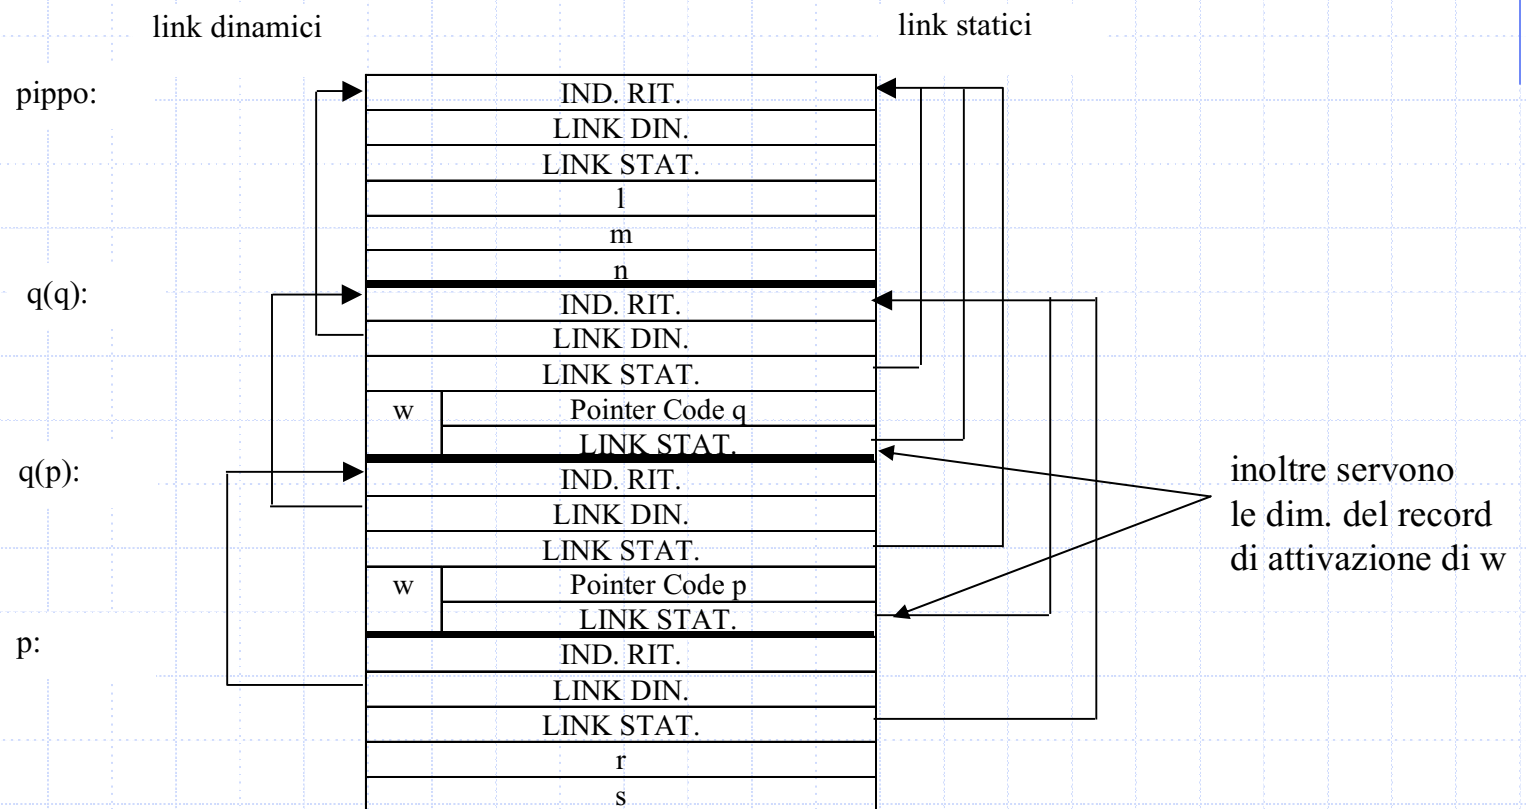 link dinamici
link statici
pippo:
IND. RIT.
LINK DIN.
LINK STAT.
l
m
n
q(q):
IND. RIT.
LINK DIN.
LINK STAT.
w
Pointer Code q
LINK STAT.
q(p):
IND. RIT.
LINK DIN.
LINK STAT.
w
Pointer Code p
LINK STAT.
inoltre servono
le dim. del record
di attivazione di w
p:
IND. RIT.
LINK DIN.
LINK STAT.
r
s